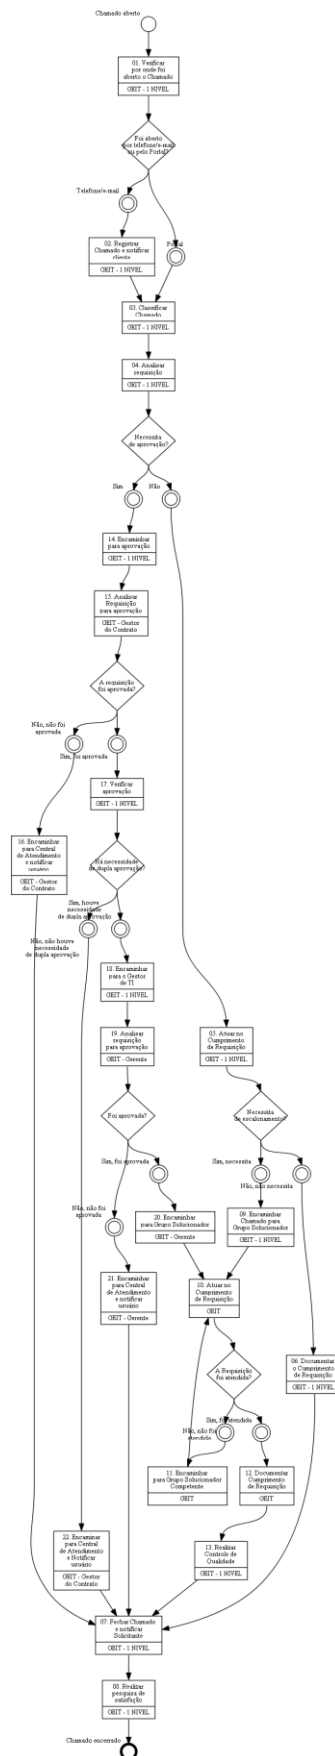 Chamado aberto
01. Verificar
por onde foi
aberto o Chamado
GEIT - 1 NIVEL
Foi aberto
por telefone/e-mail
ou pelo Portal?
Telefone/e-mail
Portal
02. Registrar
Chamado e notificar
cliente
GEIT - 1 NIVEL
03. Classificar
Chamado
GEIT - 1 NIVEL
04. Analizar
requisição
GEIT - 1 NIVEL
Necessita
de aprovação?
Sim
Não
14. Encaminhar
para aprovação
GEIT - 1 NIVEL
15. Analizar
Requisição
para aprovação
GEIT - Gestor
do Contrato
A requisição
foi aprovada?
Não, não foi
aprovada
Sim, foi aprovada
17. Verificar
aprovação
GEIT - 1 NIVEL
16. Encaminhar
para Central
de Atendimento
e notificar
usuário
GEIT - Gestor
do Contrato
Há necessidade
de dupla aprovação?
Sim, houve
necessidade
de dupla aprovação
Não, não houve
necessidade
de dupla aprovação
18. Encaminhar
para o Gestor
de TI
GEIT - 1 NIVEL
19. Analisar
requisição
para aprovação
GEIT - Gerente
05. Atuar no
Cumprimento
de Requisição
GEIT - 1 NIVEL
Foi aprovada?
Necessita
de escalonamento?
Sim, foi aprovada
Sim, necessita
Não, não necessita
Não, não foi
aprovada
20. Encaminhar
para Grupo Solucionador
GEIT - Gerente
09. Encaminhar
Chamado para
Grupo Solucionador
GEIT - 1 NIVEL
21. Encaminhar
para Central
de Atendimento
e notificar
usuário
GEIT - Gerente
10. Atuar no
Cumprimento
de Requisição
GEIT
A Requisição
foi atendida?
06. Documentar
o Cumprimento
de Requisição
GEIT - 1 NIVEL
Sim, foi atendida
Não, não foi
atendida
11. Encaminhar
para Grupo Solucionador
Competente
GEIT
12. Documentar
Cumprimento
de Requisição
GEIT
22. Encaminar
para Central
de Atendimento
e Notificar
usuário
GEIT - Gestor
do Contrato
13. Realizar
Controle de
Qualidade
GEIT - 1 NIVEL
07. Fechar Chamado
e notificar
Solicitante
GEIT - 1 NIVEL
08. Realizar
pesquisa de
satisfação
GEIT - 1 NIVEL
Chamado encerrado